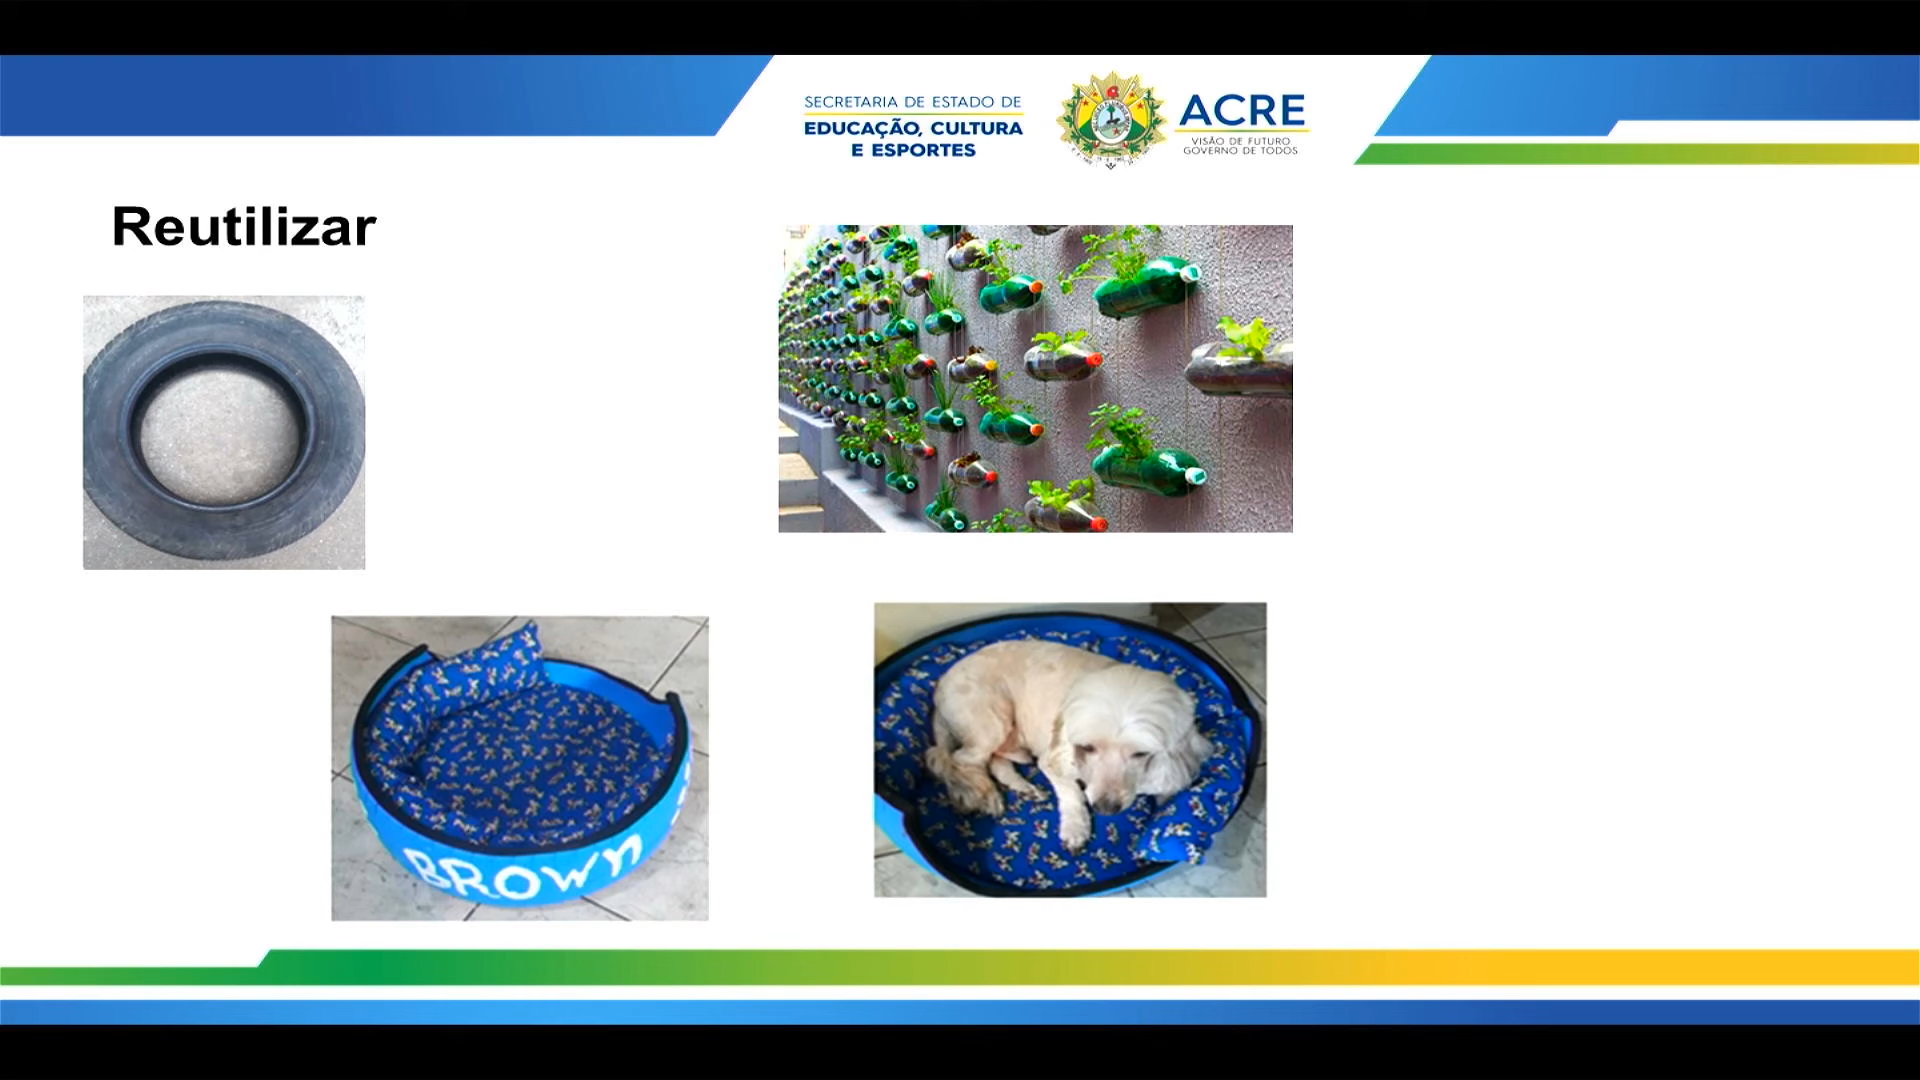 SECRETARIA DE ESTADO DE
EDUCAÇÃO, CULTURA
E ESPORTES
ACRE
VISÃO DE FUTURO
GOVERNO DE TODOS
Reutilizar
BROWN